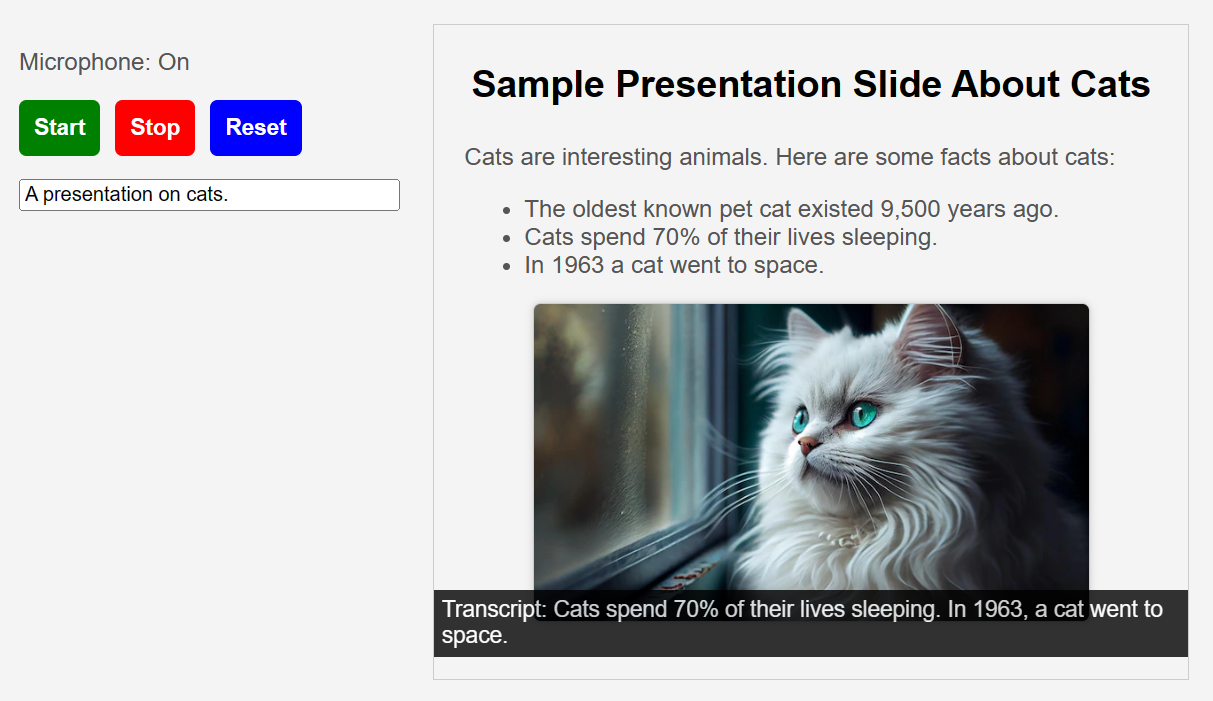 Microphone: On
Start Stop Reset
A presentation on cats.
Sample Presentation Slide About Cats
Cats are interesting animals. Here are some facts about cats:
• The oldest known pet cat existed 9,500 years ago.
• Cats spend 70% of their lives sleeping.
• In 1963 a cat went to space.
Transcript: Cats spend 70% of their lives sleeping. In 1963, a cat went to
space.